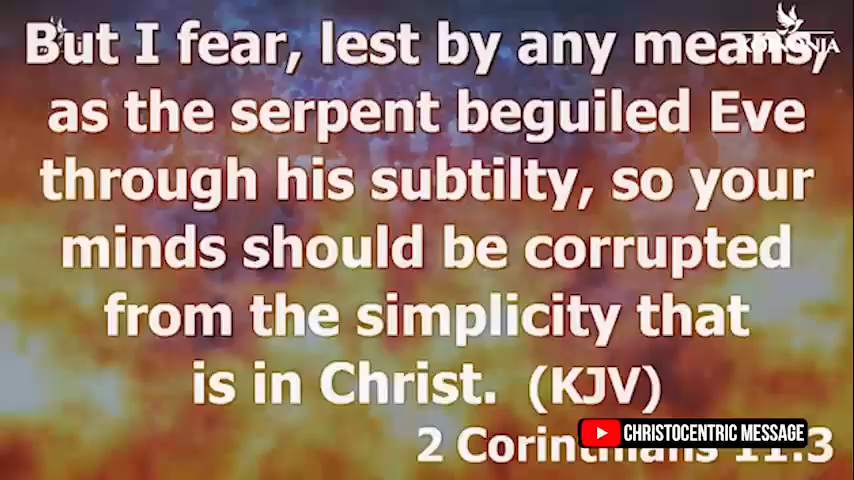 But I fear, lest by any means,
as the serpent beguiled Eve
through his subtilty, so your
minds should be corrupted
from the simplicity that
is in Christ. (KJV)
2 Corinthians 11:3
CHRISTOCENTRIC MESSAGE
KOINONIA